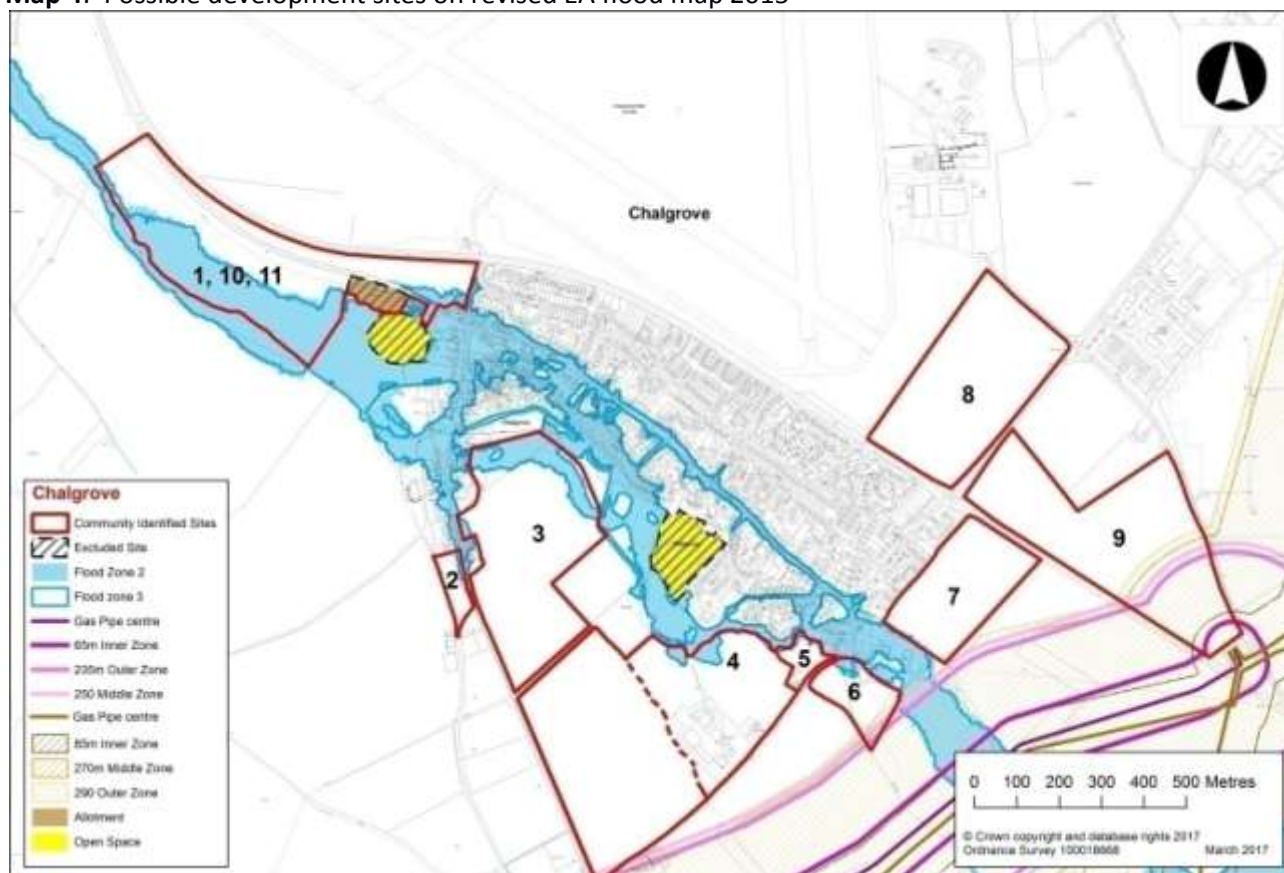 Map 4. Possible development sites on revised EA flood map 2015
Chalgrove
1, 10, 11
8
3
9
2
7
4
5
6
Chalgrove
Community Identified Sites
Excluded Site
Flood Zone 2
Flood zone 3
Gas Pipe centre
65m Inner Zone
235m Outer Zone
250 Middle Zone
Gas Pipe centre
85m Inner Zone
270m Middle Zone
290 Outer Zone
Allotment
Open Space
0 100 200 300 400 500 Metres
© Crown copyright and database rights 2017
Ordnance Survey 100018668
March 2017